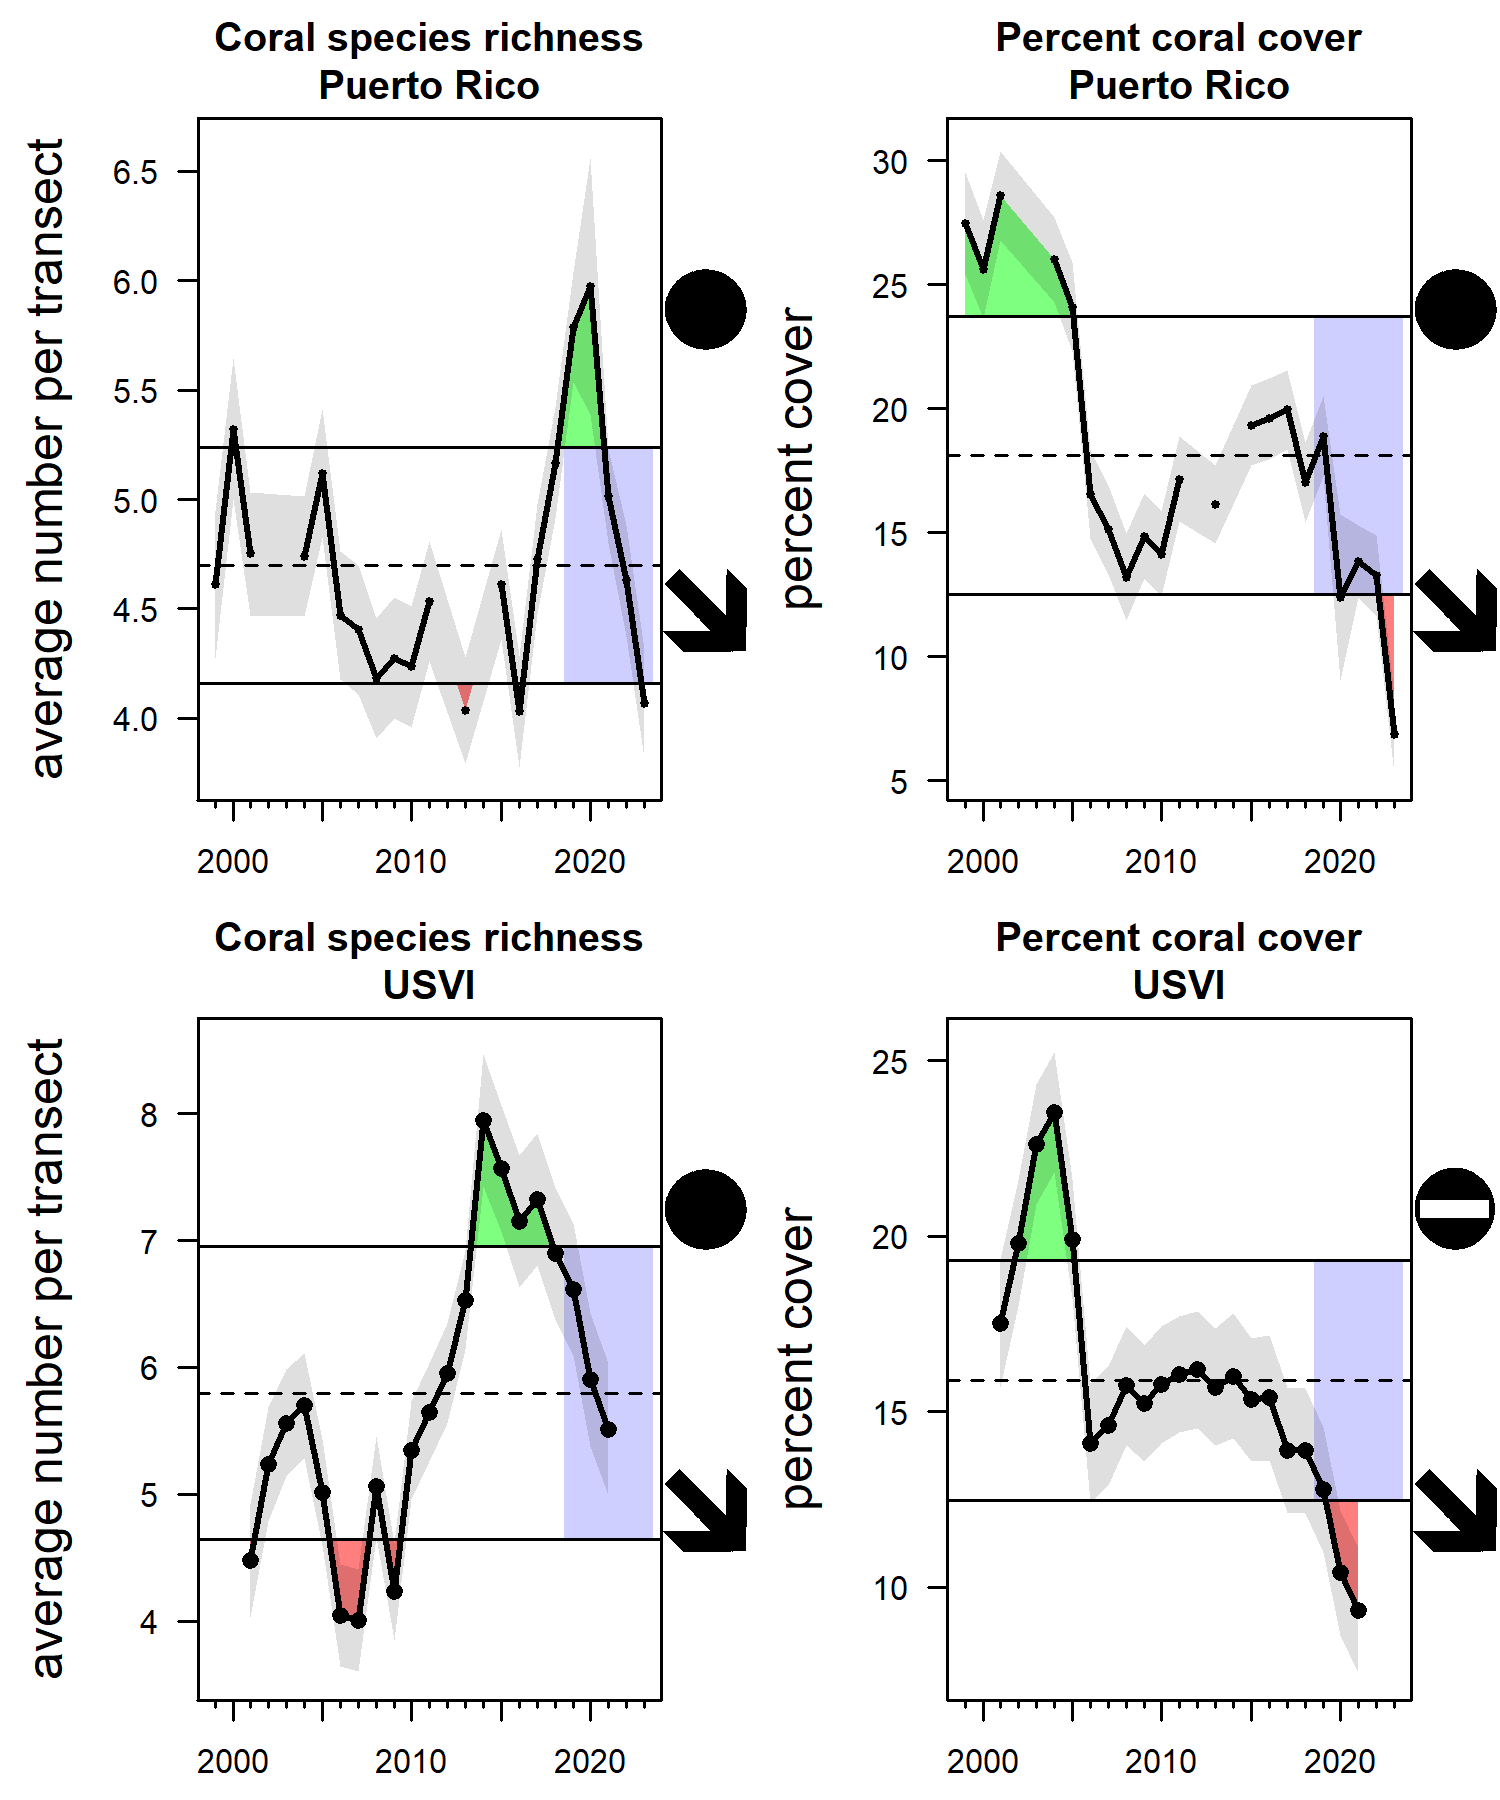 Coral species richness
Puerto Rico
average number per transect
6.5
6.0
5.5
5.0
4.5
4.0
2000 2010 2020
Percent coral cover
Puerto Rico
percent cover
30
25
20
15
10
5
2000 2010 2020
Coral species richness
USVI
average number per transect
8
7
6
5
4
2000 2010 2020
Percent coral cover
USVI
percent cover
25
20
15
10
2000 2010 2020